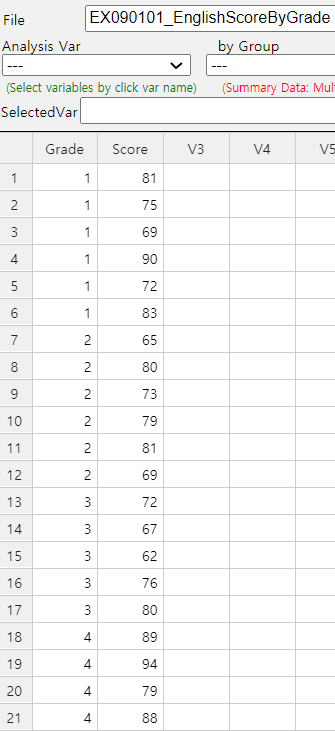 File EX090101_EnglishScoreByGrade
Analysis Var by Group
--- ---
(Select variables by click var name) (Summary Data: Mul
SelectedVar
Grade Score V3 V4 V5
1 1 81
2 1 75
3 1 69
4 1 90
5 1 72
6 1 83
7 2 65
8 2 80
9 2 73
10 2 79
11 2 81
12 2 69
13 3 72
14 3 67
15 3 62
16 3 76
17 3 80
18 4 89
19 4 94
20 4 79
21 4 88